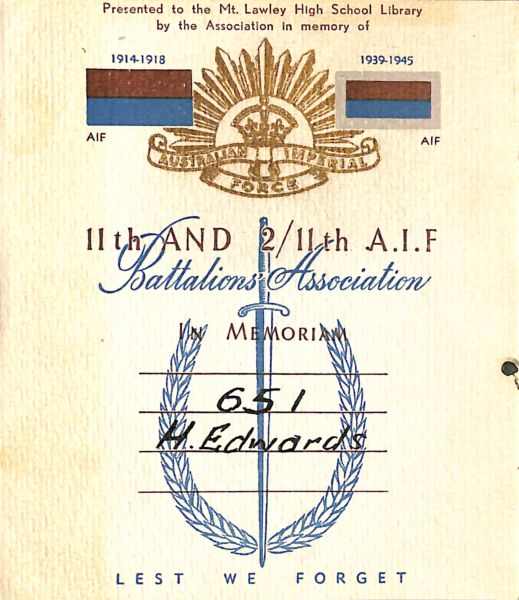 Presented to the Mt. Lawley High School Library
by the Association in memory of
1914-1918
1939-1945
AIF
AIF
AUSTRALIAN IMPERIAL
FORCE
11th AND 2/11th A.I.F
Battalions' Association
IN MEMORIAM
651
H. Edwards
LEST WE FORGET